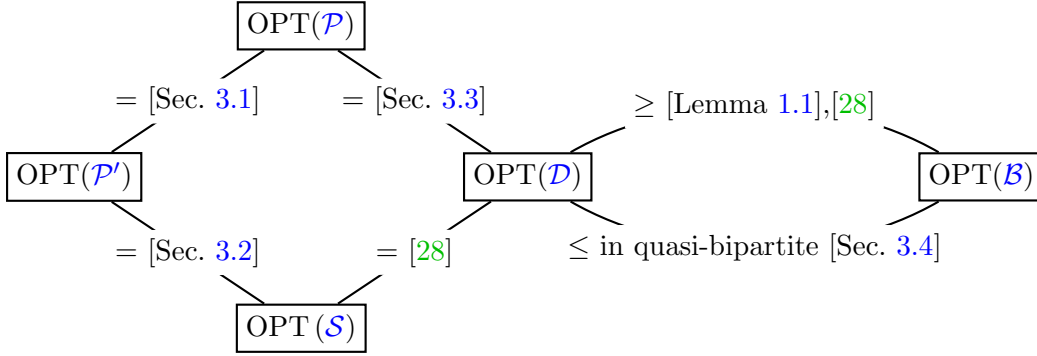 OPT(𝒫)
= [Sec. 3.1] = [Sec. 3.3] ≥ [Lemma 1.1],[28]
OPT(𝒫′) OPT(𝒟) OPT(ℬ)
= [Sec. 3.2] = [28] ≤ in quasi-bipartite [Sec. 3.4]
OPT (𝒮)